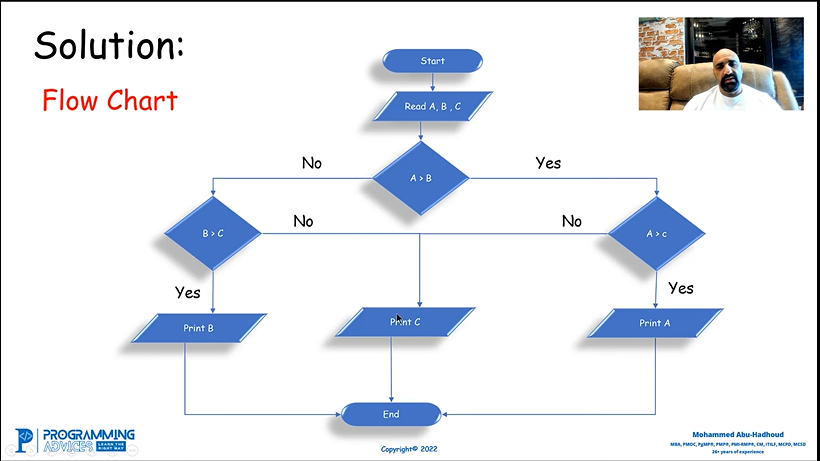 Solution:
Flow Chart
Start
Read A, B , C
A > B
No
Yes
B > C
No
No
A > c
Yes
Yes
Print B
Print C
Print A
End
PROGRAMMING
ADVICES
LEARN THE
RIGHT WAY
Copyright© 2022
Mohammed Abu-Hadhoud
MBA, PMOC, PgMP®, PMP®, PMI-RMP®, CM, ITILF, MCPD, MCSD
26+ years of experience